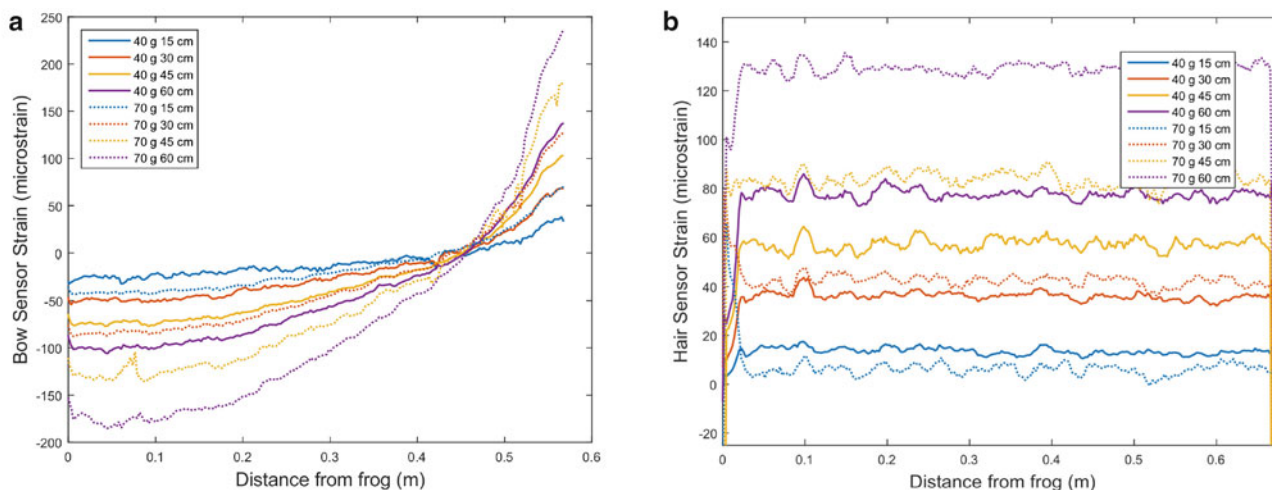 a
250
200
150
100
50
0
-50
-100
-150
-200
Bow Sensor Strain (microstrain)
40 g 15 cm
40 g 30 cm
40 g 45 cm
40 g 60 cm
70 g 15 cm
70 g 30 cm
70 g 45 cm
70 g 60 cm
0 0.1 0.2 0.3 0.4 0.5 0.6
Distance from frog (m)
b
140
120
100
80
60
40
20
0
-20
Hair Sensor Strain (microstrain)
40 g 15 cm
40 g 30 cm
40 g 45 cm
40 g 60 cm
70 g 15 cm
70 g 30 cm
70 g 45 cm
70 g 60 cm
0 0.1 0.2 0.3 0.4 0.5 0.6
Distance from frog (m)